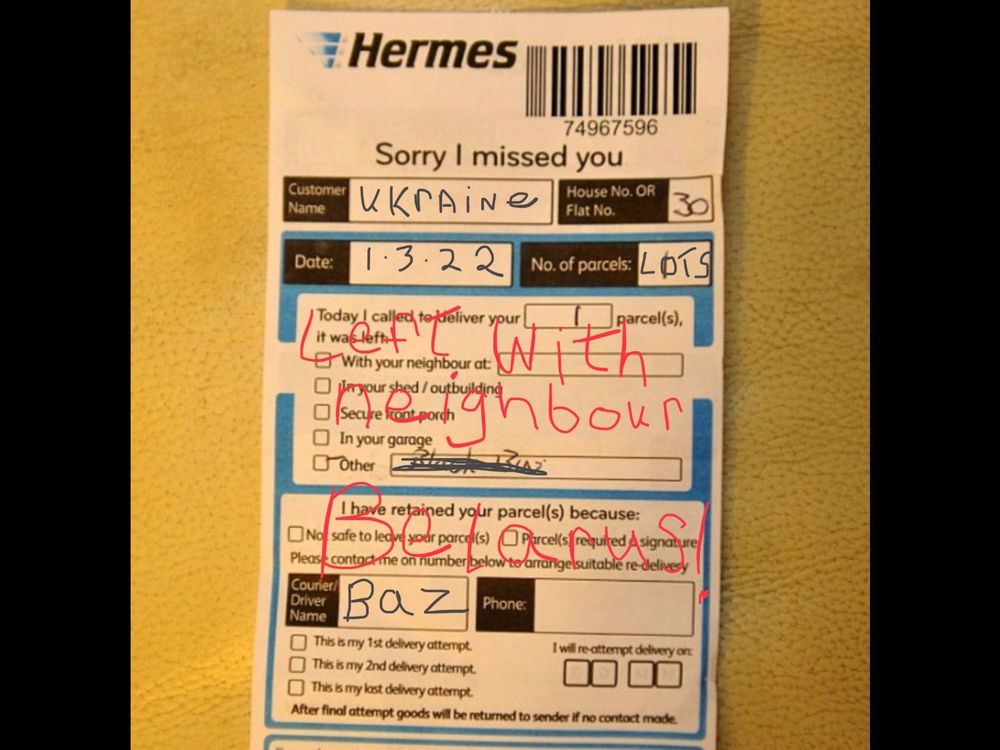 Hermes
74967596
Sorry I missed you
Customer Name UKRAINE House No. OR Flat No. 30
Date: 1.3.22 No. of parcels: LOTS
Today I called to deliver your 1 parcel(s),
it was left:
Left With
With your neighbour at:
In your shed / outbuilding
neighbour
Secure front porch
In your garage
Other
I have retained your parcel(s) because:
Belarus!
Not safe to leave your parcel(s) Parcel(s) required a signature
Please contact me on number below to arrange suitable re-delivery
Courier/ Driver Name Baz Phone:
This is my 1st delivery attempt. I will re-attempt delivery on:
This is my 2nd delivery attempt. D D M M
This is my last delivery attempt.
After final attempt goods will be returned to sender if no contact made.